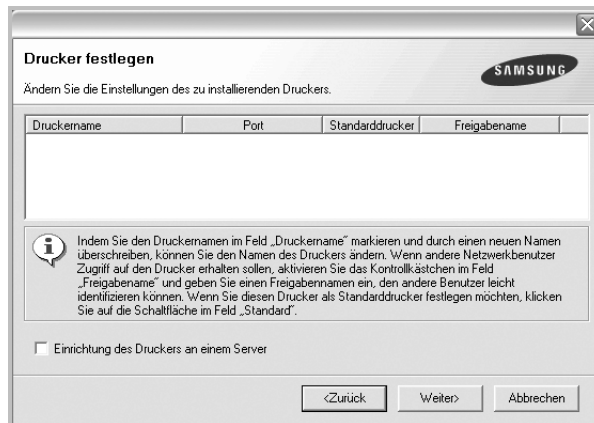 Drucker festlegen
SAMSUNG
Ändern Sie die Einstellungen des zu installierenden Druckers.
Druckername Port Standarddrucker Freigabename
Indem Sie den Druckernamen im Feld „Druckername" markieren und durch einen neuen Namen
überschreiben, können Sie den Namen des Druckers ändern. Wenn andere Netzwerkbenutzer
Zugriff auf den Drucker erhalten sollen, aktivieren Sie das Kontrollkästchen im Feld
„Freigabename" und geben Sie einen Freigabennamen ein, den andere Benutzer leicht
identifizieren können. Wenn Sie diesen Drucker als Standarddrucker festlegen möchten, klicken
Sie auf die Schaltfläche im Feld „Standard".
Einrichtung des Druckers an einem Server
<Zurück Weiter> Abbrechen